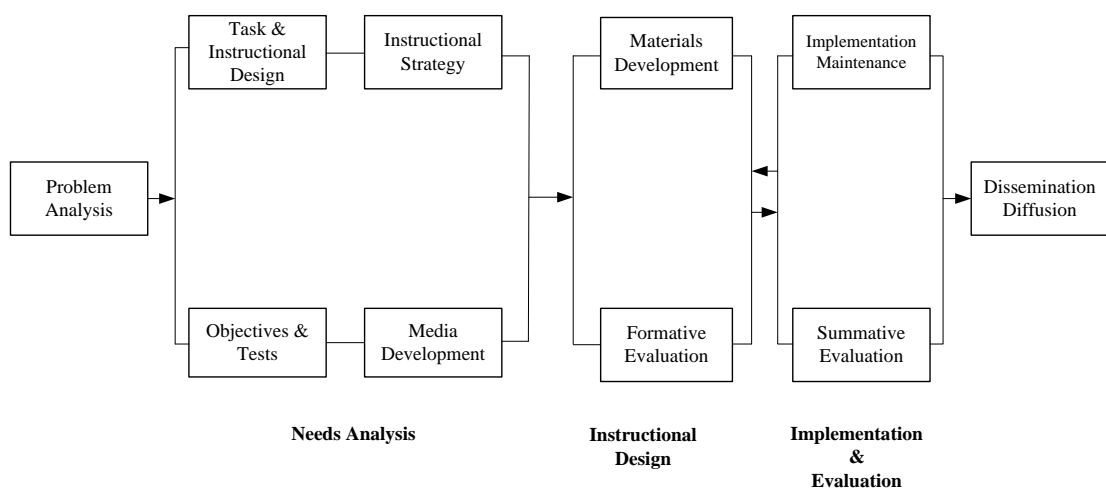 Task &
Instructional
Design
Instructional
Strategy
Materials
Development
Implementation
Maintenance
Problem
Analysis
Dissemination
Diffusion
Objectives &
Tests
Media
Development
Formative
Evaluation
Summative
Evaluation
Needs Analysis
Instructional
Design
Implementation
&
Evaluation